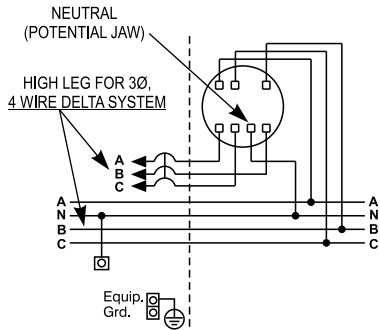 NEUTRAL
(POTENTIAL JAW)
HIGH LEG FOR 3Ø,
4 WIRE DELTA SYSTEM
A
B
C
A A
N N
B B
C C
Equip.
Grd.